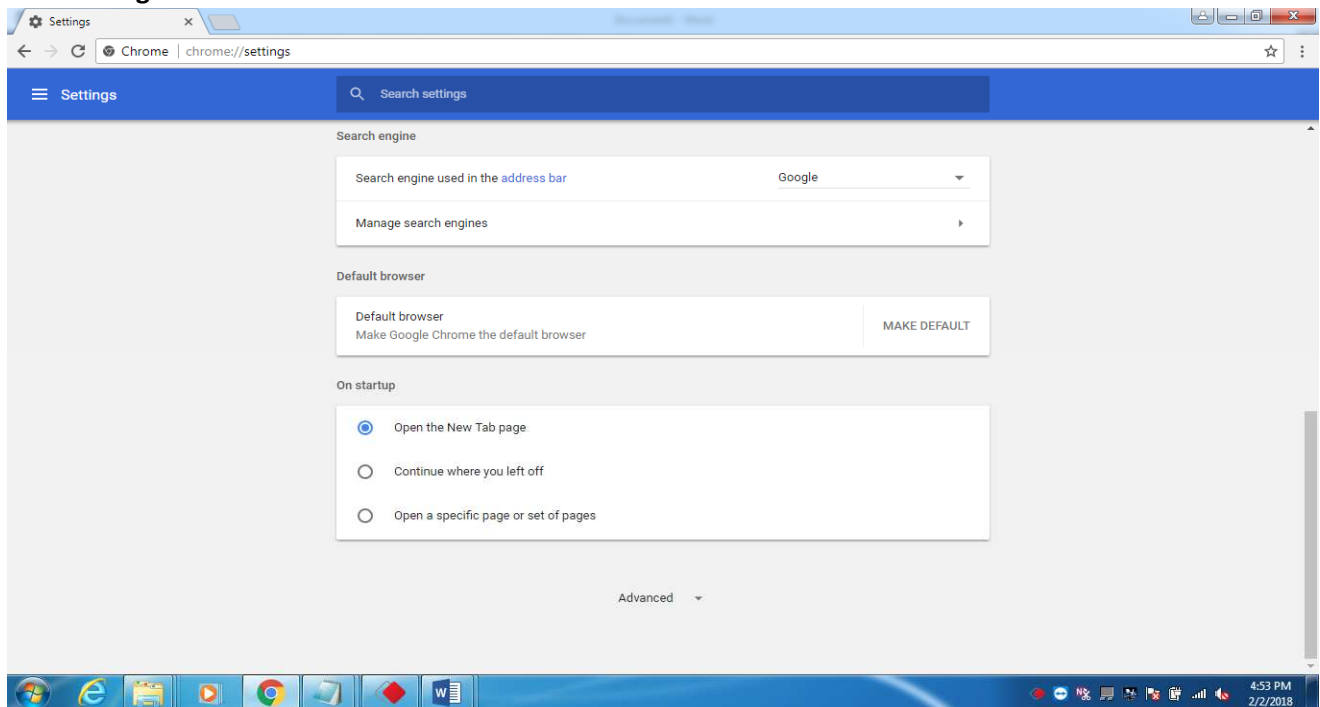 Settings
Chrome | chrome://settings
Settings
Search settings
Search engine
Search engine used in the address bar
Google
Manage search engines
Default browser
Default browser
Make Google Chrome the default browser
MAKE DEFAULT
On startup
Open the New Tab page
Continue where you left off
Open a specific page or set of pages
Advanced
4:53 PM
2/2/2018